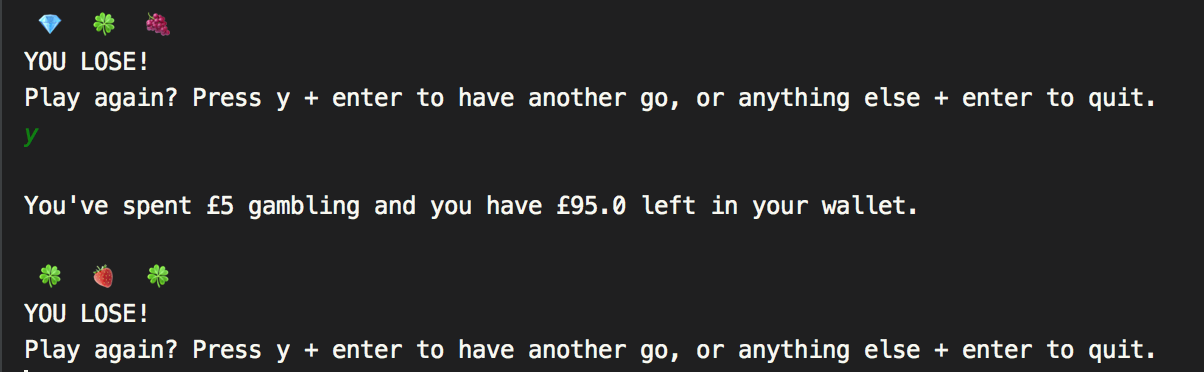 💎 🍀 🍇
YOU LOSE!
Play again? Press y + enter to have another go, or anything else + enter to quit.
y
You've spent £5 gambling and you have £95.0 left in your wallet.
🍀 🍓 🍀
YOU LOSE!
Play again? Press y + enter to have another go, or anything else + enter to quit.